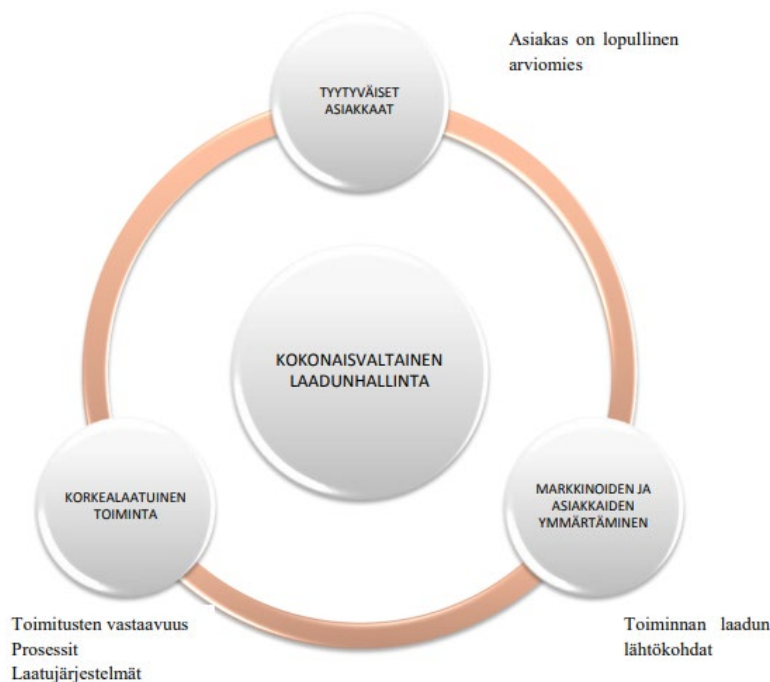 Asiakas on lopullinen
arviomies
TYYTYVÄISET
ASIAKKAAT
KOKONAISVALTAINEN
LAADUNHALLINTA
KORKEALAATUINEN
TOIMINTA
MARKKINOIDEN JA
ASIAKKAIDEN
YMMÄRTÄMINEN
Toimitusten vastaavuus
Prosessit
Laatujärjestelmät
Toiminnan laadun
lähtökohdat